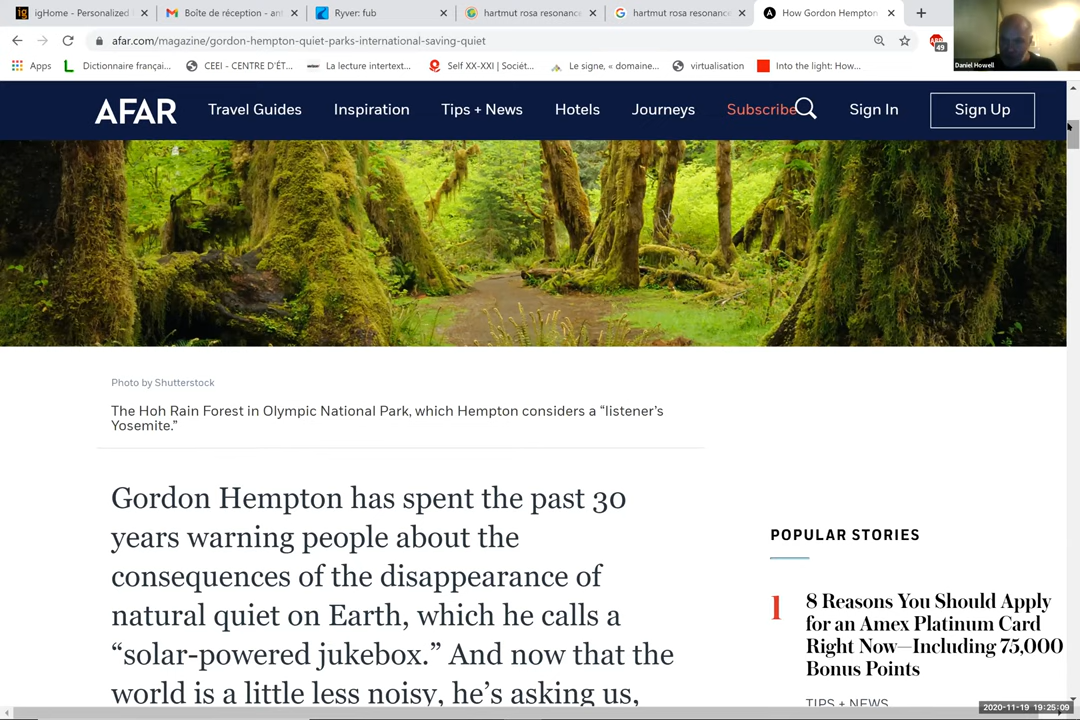 igHome - Personalized
Boîte de réception - an
Ryver: fub
hartmut rosa resonance
hartmut rosa resonance
How Gordon Hempton
afar.com/magazine/gordon-hempton-quiet-parks-international-saving-quiet
49
Apps
Dictionnaire françai...
CEEI - CENTRE D'ÉT...
La lecture intertext...
Self XX-XXI | Sociét...
Le signe, « domaine...
virtualisation
Into the light: How...
Daniel Howell
AFAR
Travel Guides
Inspiration
Tips + News
Hotels
Journeys
Subscribe
Sign In
Sign Up
Photo by Shutterstock
The Hoh Rain Forest in Olympic National Park, which Hempton considers a “listener’s
Yosemite.”
Gordon Hempton has spent the past 30
years warning people about the
consequences of the disappearance of
natural quiet on Earth, which he calls a
“solar-powered jukebox.” And now that the
world is a little less noisy, he’s asking us,
POPULAR STORIES
1
8 Reasons You Should Apply
for an Amex Platinum Card
Right Now—Including 75,000
Bonus Points
TIPS + NEWS
2020-11-19 19:25:09